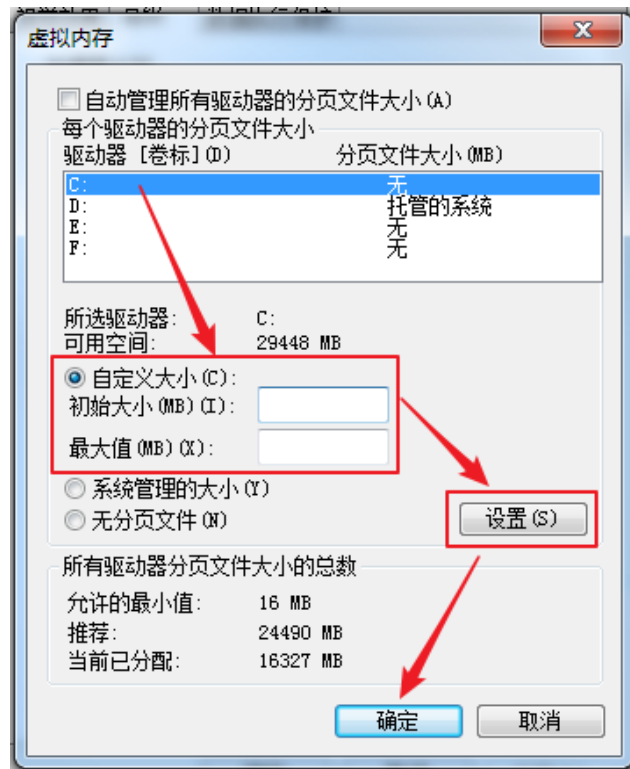 虚拟内存
自动管理所有驱动器的分页文件大小(A)
每个驱动器的分页文件大小
驱动器 [卷标](D) 分页文件大小(MB)
C: 无
D: 托管的系统
E: 无
F: 无
所选驱动器: C:
可用空间: 29448 MB
自定义大小(C):
初始大小(MB)(I):
最大值(MB)(X):
系统管理的大小(Y)
无分页文件(N)
设置(S)
所有驱动器分页文件大小的总数
允许的最小值: 16 MB
推荐: 24490 MB
当前已分配: 16327 MB
确定 取消